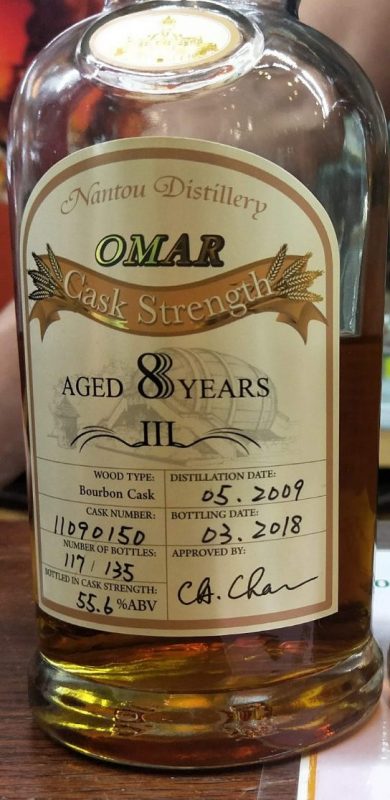 Nantou Distillery
OMAR
Cask Strength
AGED 8 YEARS
III
WOOD TYPE:
Bourbon Cask
DISTILLATION DATE:
05.2009
CASK NUMBER:
11090150
BOTTLING DATE:
03.2018
NUMBER OF BOTTLES:
117/135
APPROVED BY:
BOTTLED IN CASK STRENGTH:
55.6 %ABV